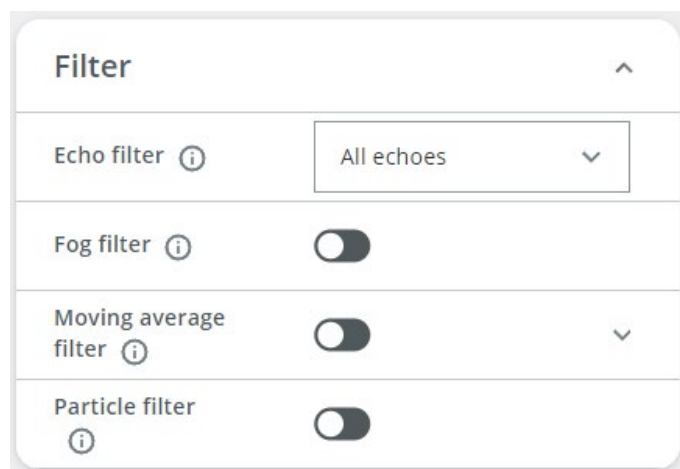 Filter
Echo filter
All echoes
Fog filter
Moving average
filter
Particle filter